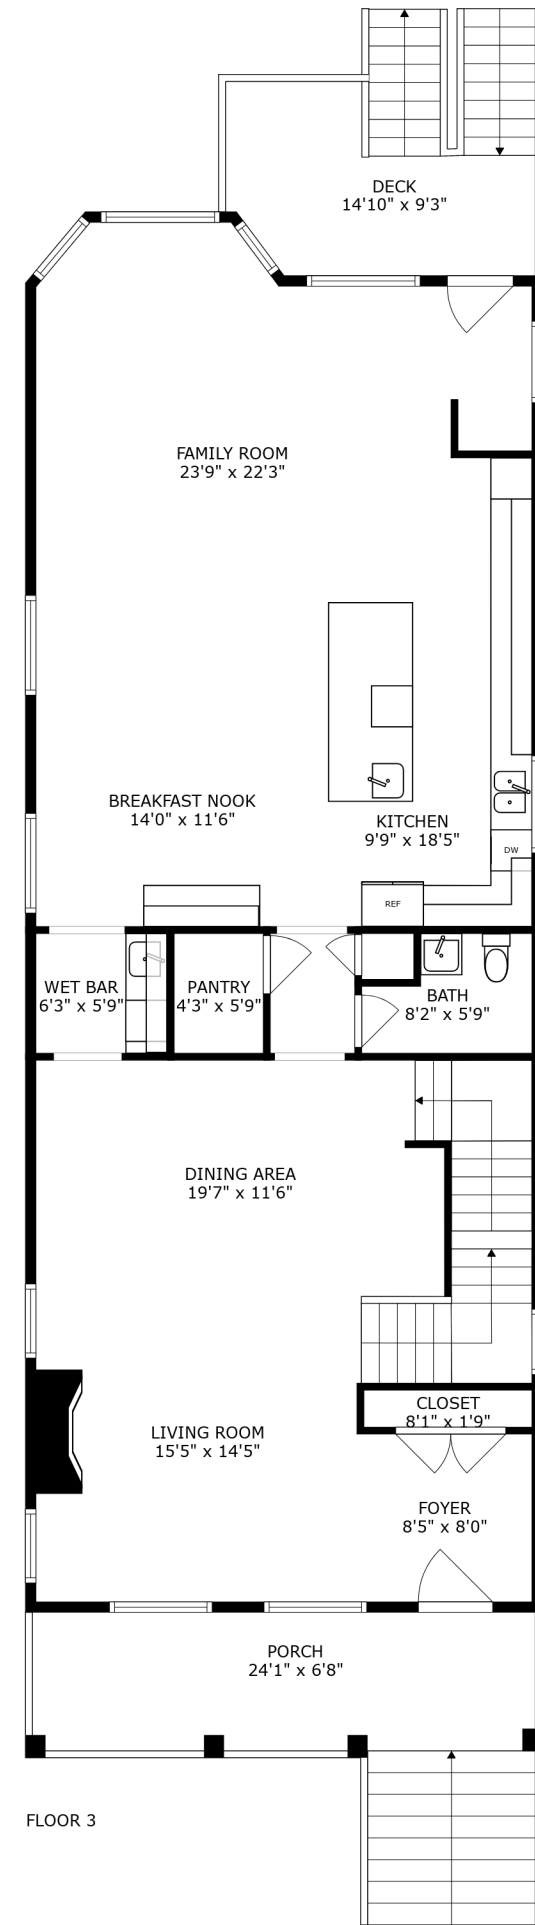 DECK
14'10" x 9'3"
FAMILY ROOM
23'9" x 22'3"
BREAKFAST NOOK
14'0" x 11'6"
KITCHEN
9'9" x 18'5"
DW
REF
WET BAR
6'3" x 5'9"
PANTRY
4'3" x 5'9"
BATH
8'2" x 5'9"
DINING AREA
19'7" x 11'6"
CLOSET
8'1" x 1'9"
LIVING ROOM
15'5" x 14'5"
FOYER
8'5" x 8'0"
PORCH
24'1" x 6'8"
FLOOR 3